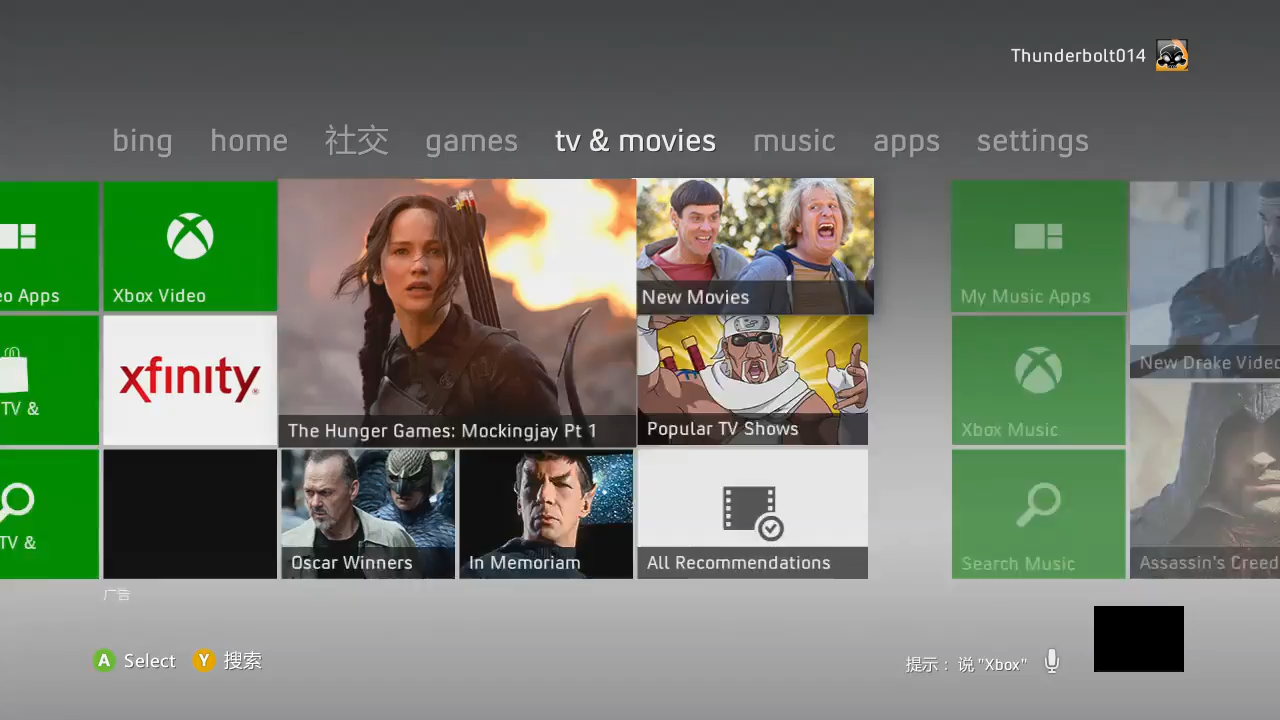 Thunderbolt014
bing home 社交 games tv & movies music apps settings
eo Apps
Xbox Video
New Movies
My Music Apps
New Drake Video
TV &
xfinity
The Hunger Games: Mockingjay Pt 1
Popular TV Shows
Xbox Music
TV &
Oscar Winners
In Memoriam
All Recommendations
Search Music
Assassin's Creed
广告
A Select Y 搜索
提示： 说 "Xbox"